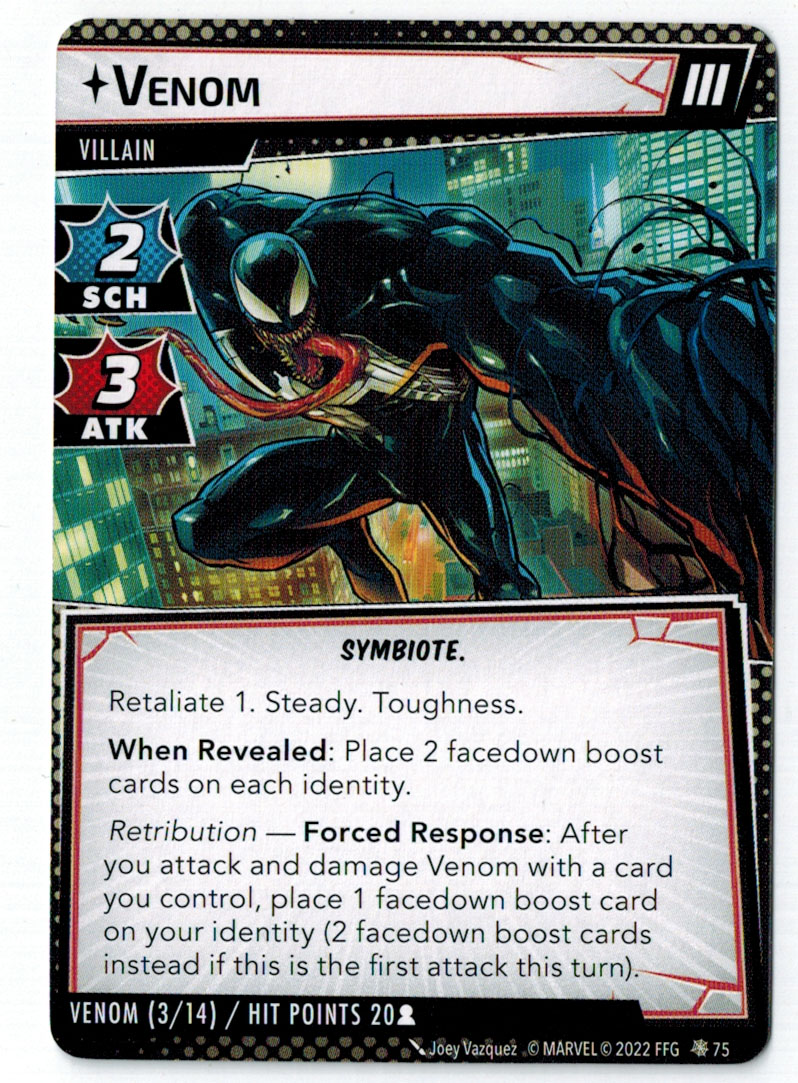 VENOM
III
VILLAIN
2
SCH
3
ATK
SYMBIOTE.
Retaliate 1. Steady. Toughness.
When Revealed: Place 2 facedown boost
cards on each identity.
Retribution — Forced Response: After
you attack and damage Venom with a card
you control, place 1 facedown boost card
on your identity (2 facedown boost cards
instead if this is the first attack this turn).
VENOM (3/14) / HIT POINTS 20
Joey Vazquez © MARVEL © 2022 FFG 75